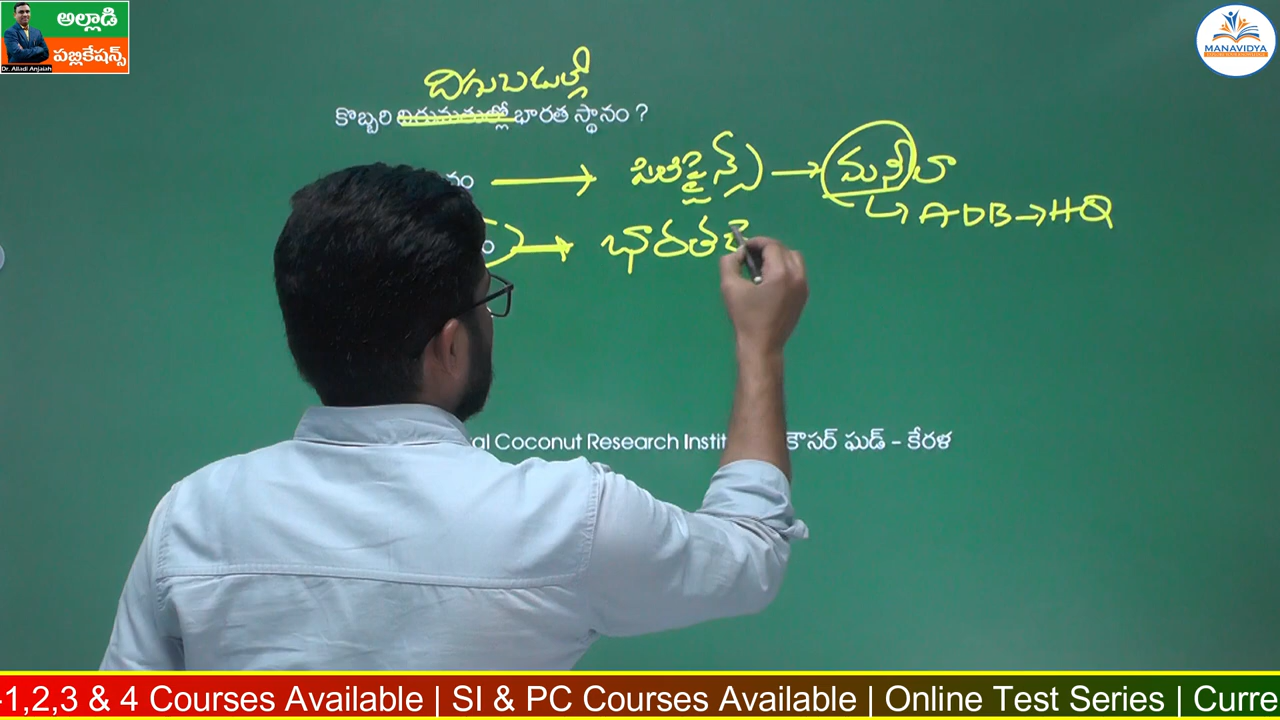 అల్లాడి
పబ్లికేషన్స్
Dr. Alladi Anjaiah
MANAVIDYA
దిగుబడుల్లో
కొబ్బరి భారత స్థానం ?
నం → పిలిప్పైన్స్) → మనీలా
↳ ADB → HQ
→ భారత
al Coconut Research Instit కౌసర్ ఘడ్ – కేరళ
-1,2,3 & 4 Courses Available | SI & PC Courses Available | Online Test Series | Curre